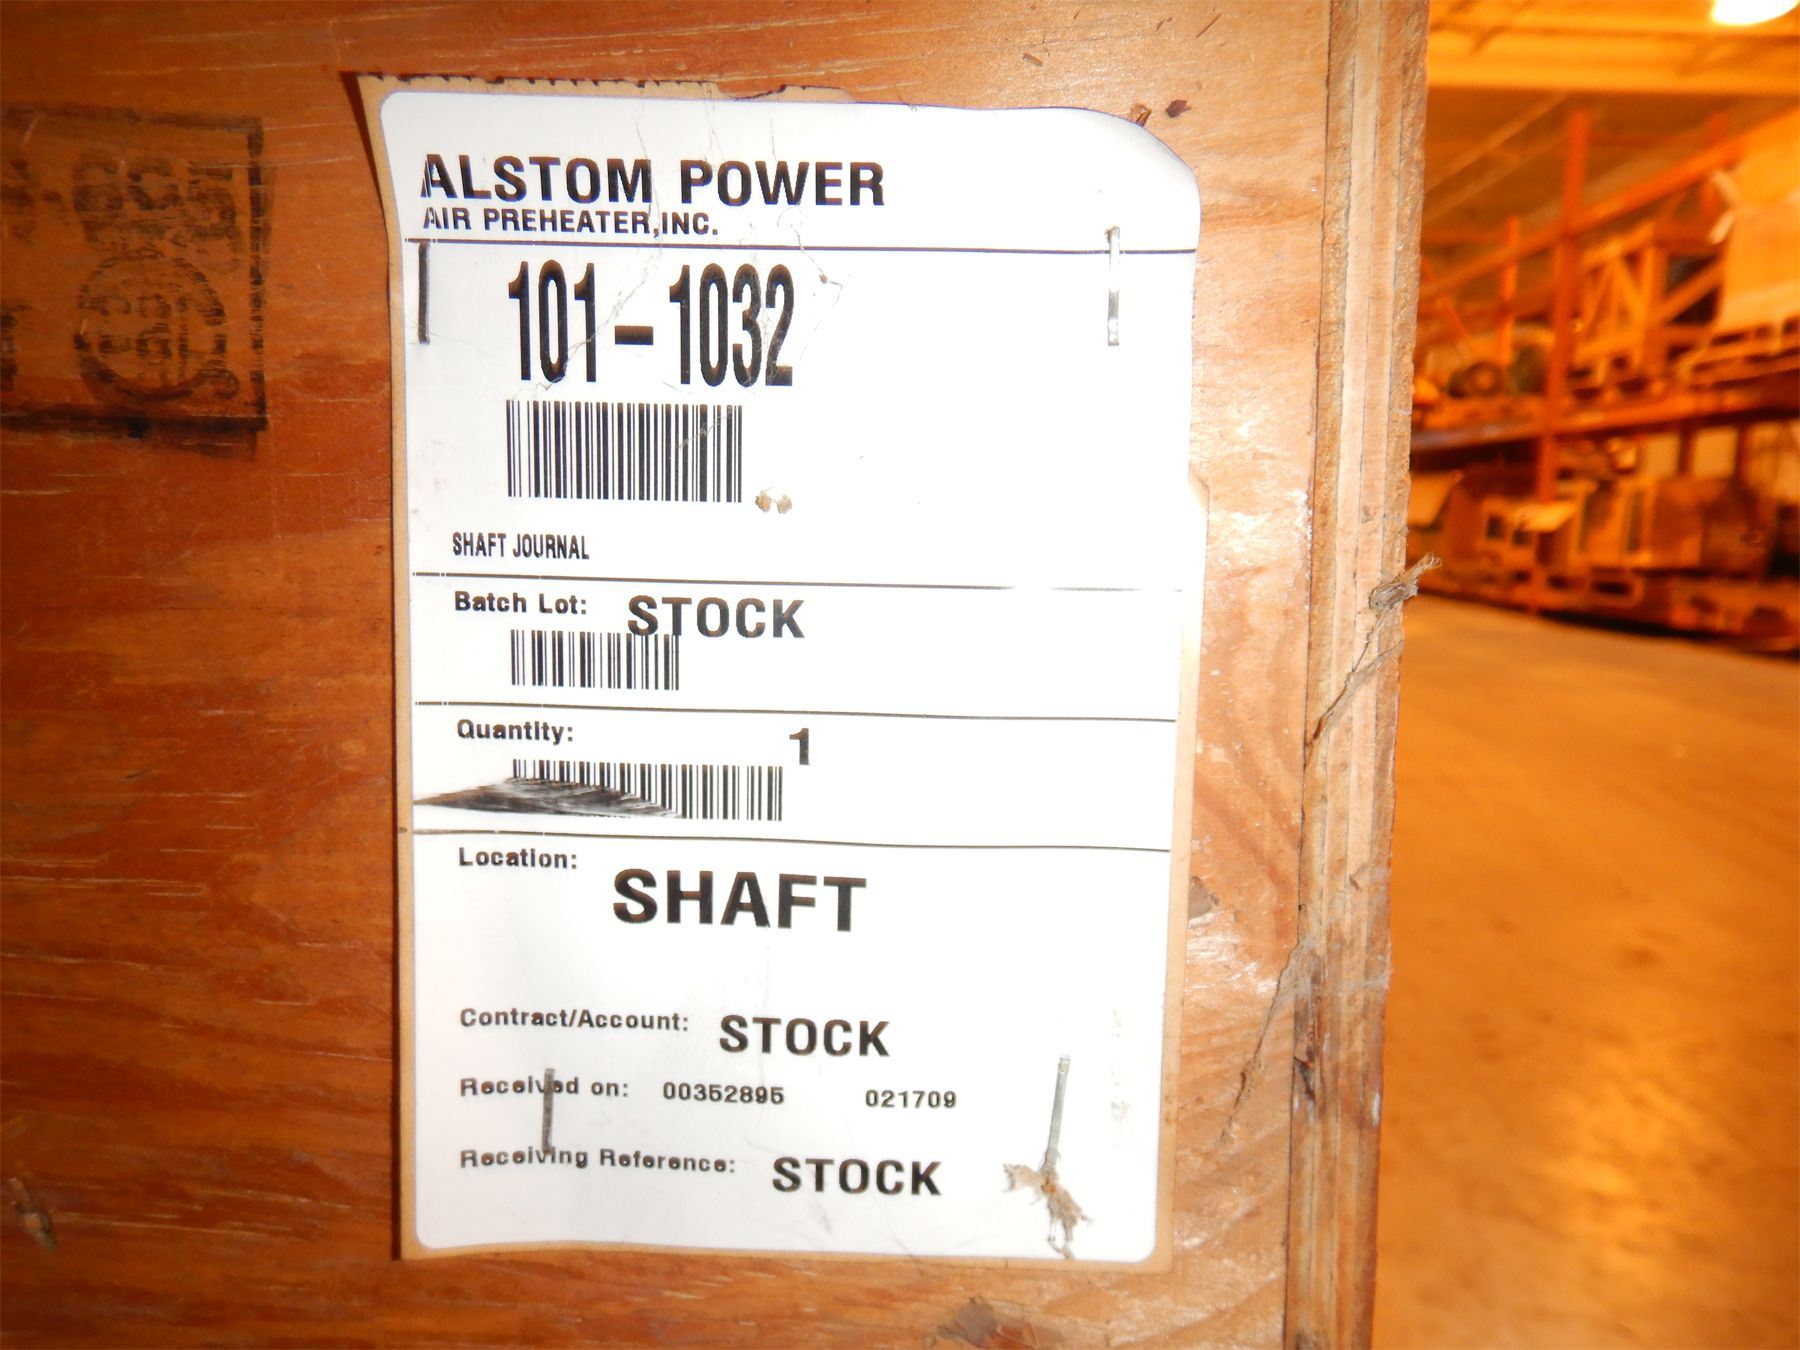 ALSTOM POWER
AIR PREHEATER,INC.
101-1032
SHAFT JOURNAL
Batch Lot: STOCK
Quantity: 1
Location: SHAFT
Contract/Account: STOCK
Received on: 00352895 021709
Receiving Reference: STOCK